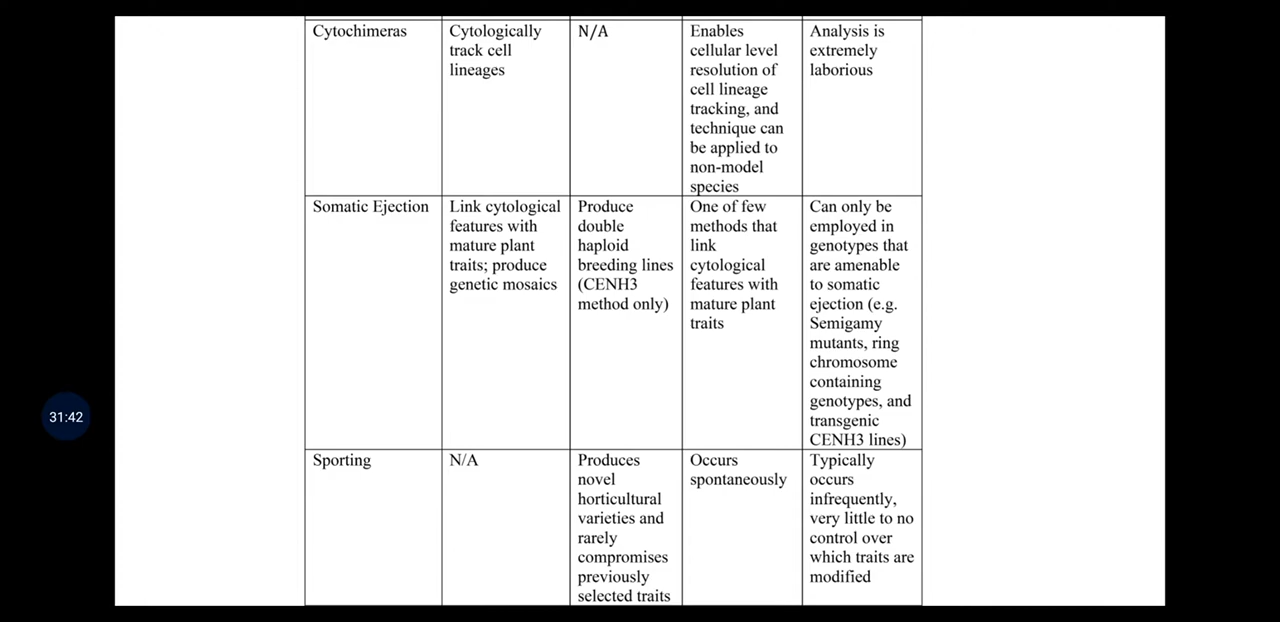 Cytochimeras
Cytologically
track cell
lineages
N/A
Enables
cellular level
resolution of
cell lineage
tracking, and
technique can
be applied to
non-model
species
Analysis is
extremely
laborious
Somatic Ejection
Link cytological
features with
mature plant
traits; produce
genetic mosaics
Produce
double
haploid
breeding lines
(CENH3
method only)
One of few
methods that
link
cytological
features with
mature plant
traits
Can only be
employed in
genotypes that
are amenable
to somatic
ejection (e.g.
Semigamy
mutants, ring
chromosome
containing
genotypes, and
transgenic
CENH3 lines)
31:42
Sporting
N/A
Produces
novel
horticultural
varieties and
rarely
compromises
previously
selected traits
Occurs
spontaneously
Typically
occurs
infrequently,
very little to no
control over
which traits are
modified